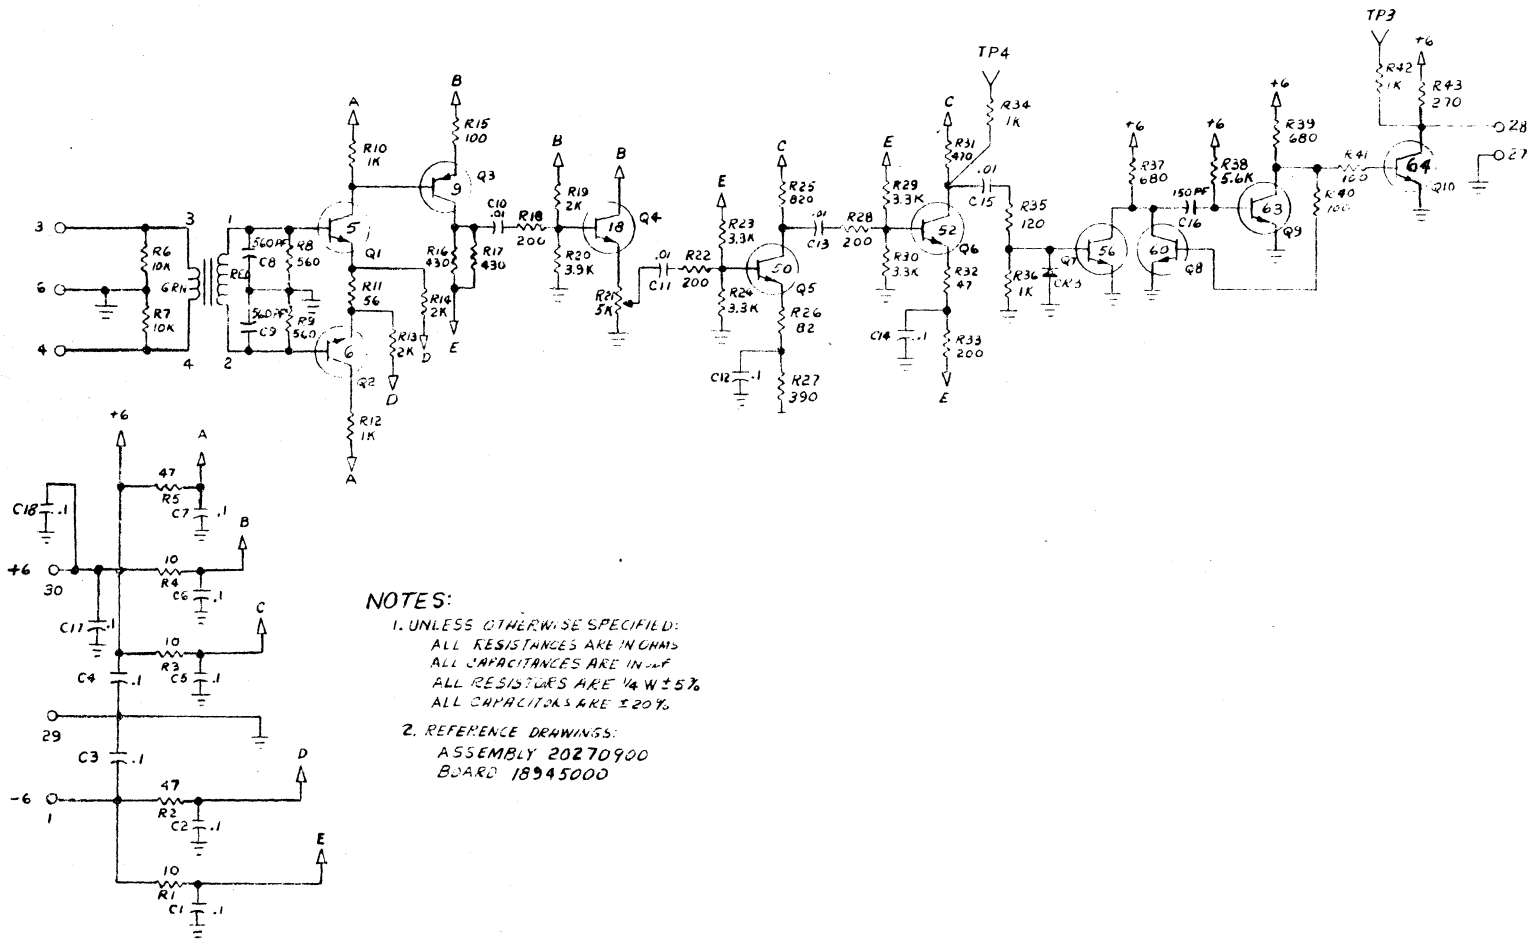 TP3
+6
R42
1K
R43
270
28
27
TP4
+6
R39
680
R41
100
64
Q10
R40
100
A
B
R15
100
R10
1K
Q3
9
C
R34
1K
R31
470
+6
+6
R37
680
R38
5.6K
150PF
C16
63
Q9
B
B
R19
2K
Q4
18
C
R25
820
E
R29
3.3K
.01
C15
R35
120
3
6
4
R6
10K
R7
10K
3
4
GRN
RED
1
2
560PF
C8
R8
560
560PF
C9
R9
560
5
Q1
R11
56
6
Q2
R12
1K
A
R13
2K
D
R14
2K
D
R16
430
R17
430
E
C10
.01
R18
200
R20
3.9K
R21
5K
.01
C11
R22
200
E
R23
3.3K
R24
3.3K
50
Q5
R26
82
C12
.1
R27
390
.01
C13
R28
200
R30
3.3K
52
Q6
R32
47
C14
.1
R33
200
E
R36
1K
CR3
Q7
56
60
Q8
+6
A
47
R5
C7
.1
C18
.1
B
+6
30
10
R4
C6
.1
C17
.1
C
10
R3
C5
.1
C4
.1
29
C3
.1
D
-6
1
47
R2
C2
.1
E
10
R1
C1
.1
NOTES:
1. UNLESS OTHERWISE SPECIFIED:
ALL RESISTANCES ARE IN OHMS
ALL CAPACITANCES ARE IN
ALL RESISTORS ARE 1/4 W ±5%
ALL CAPACITORS ARE ±20%
2. REFERENCE DRAWINGS:
ASSEMBLY 20270900
BOARD 18945000